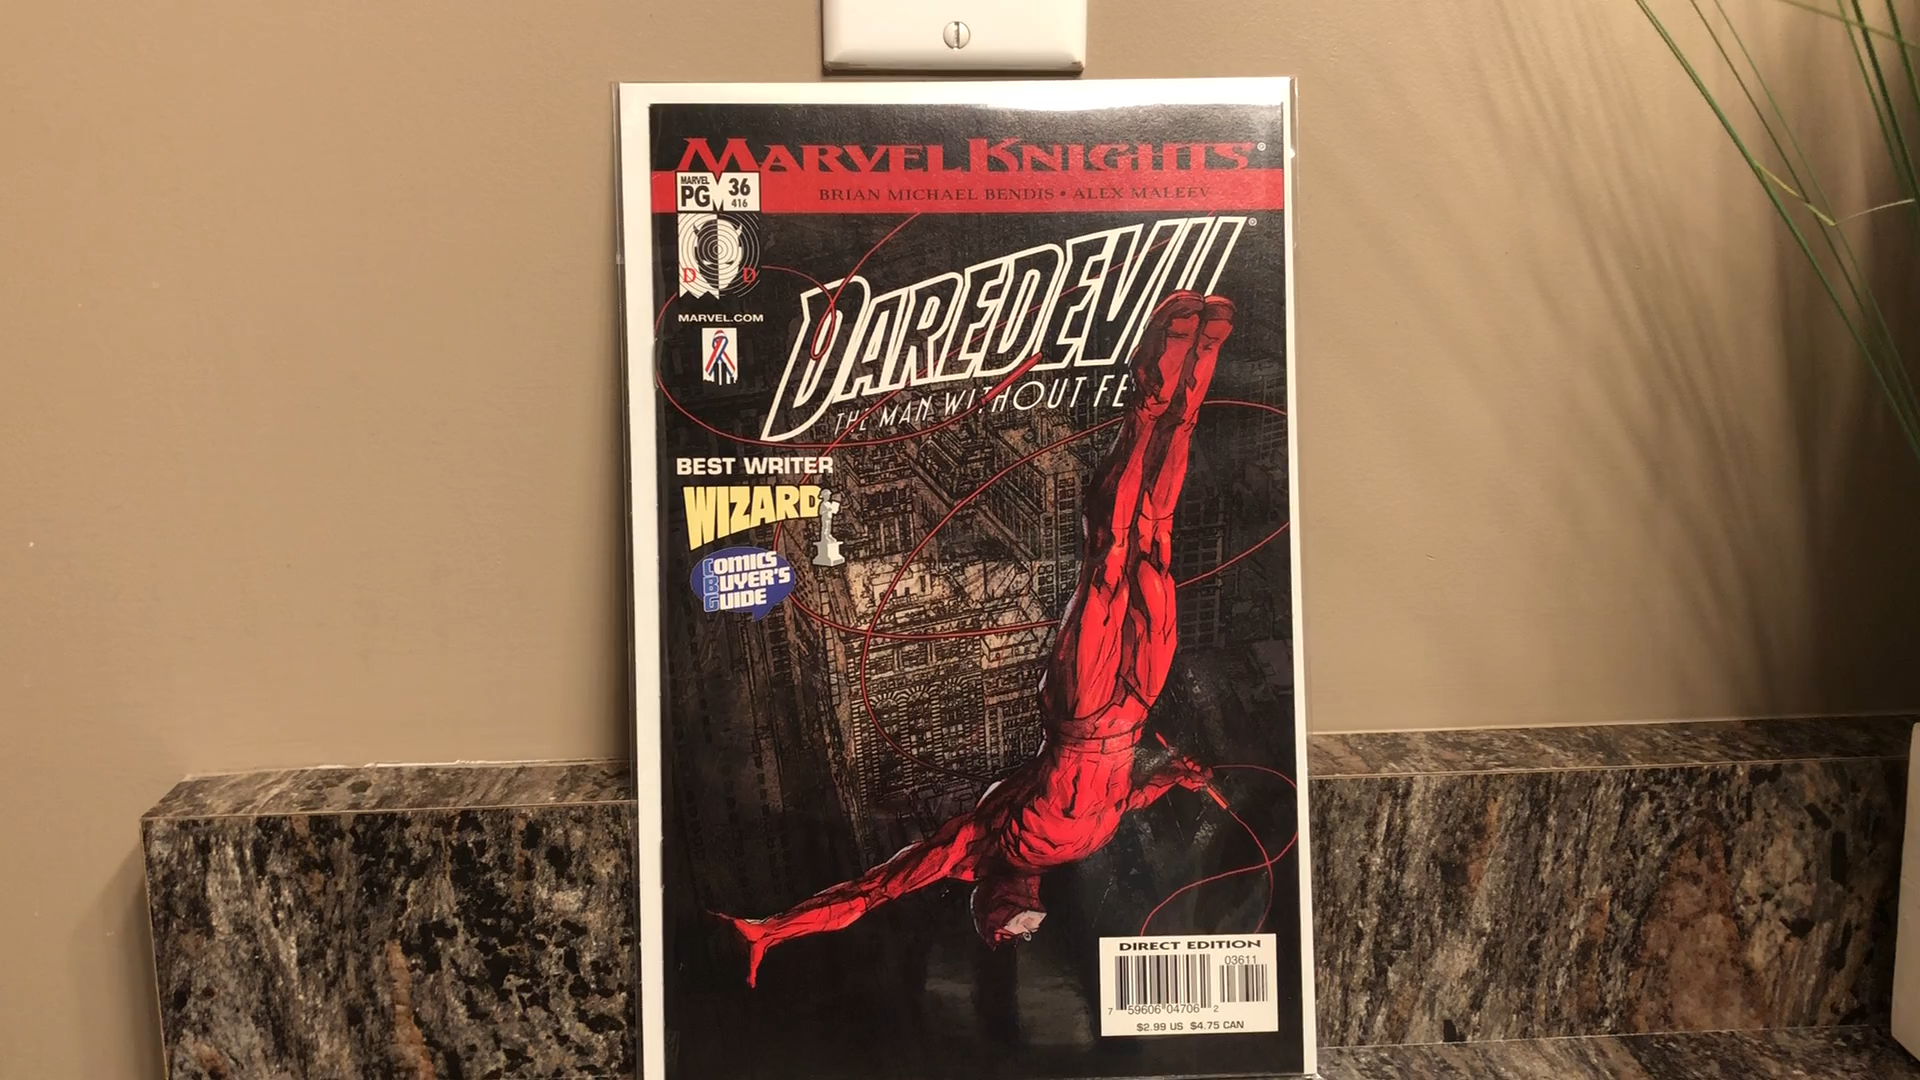 MARVEL KNIGHTS®
BRIAN MICHAEL BENDIS • ALEX MALEEV
MARVEL
PG
36
416
D D
MARVEL.COM
DAREDEVIL®
THE MAN WITHOUT FE
BEST WRITER
WIZARD
COMICS
BUYER'S
GUIDE
DIRECT EDITION
03611
7 59606 04706 2
$2.99 US $4.75 CAN